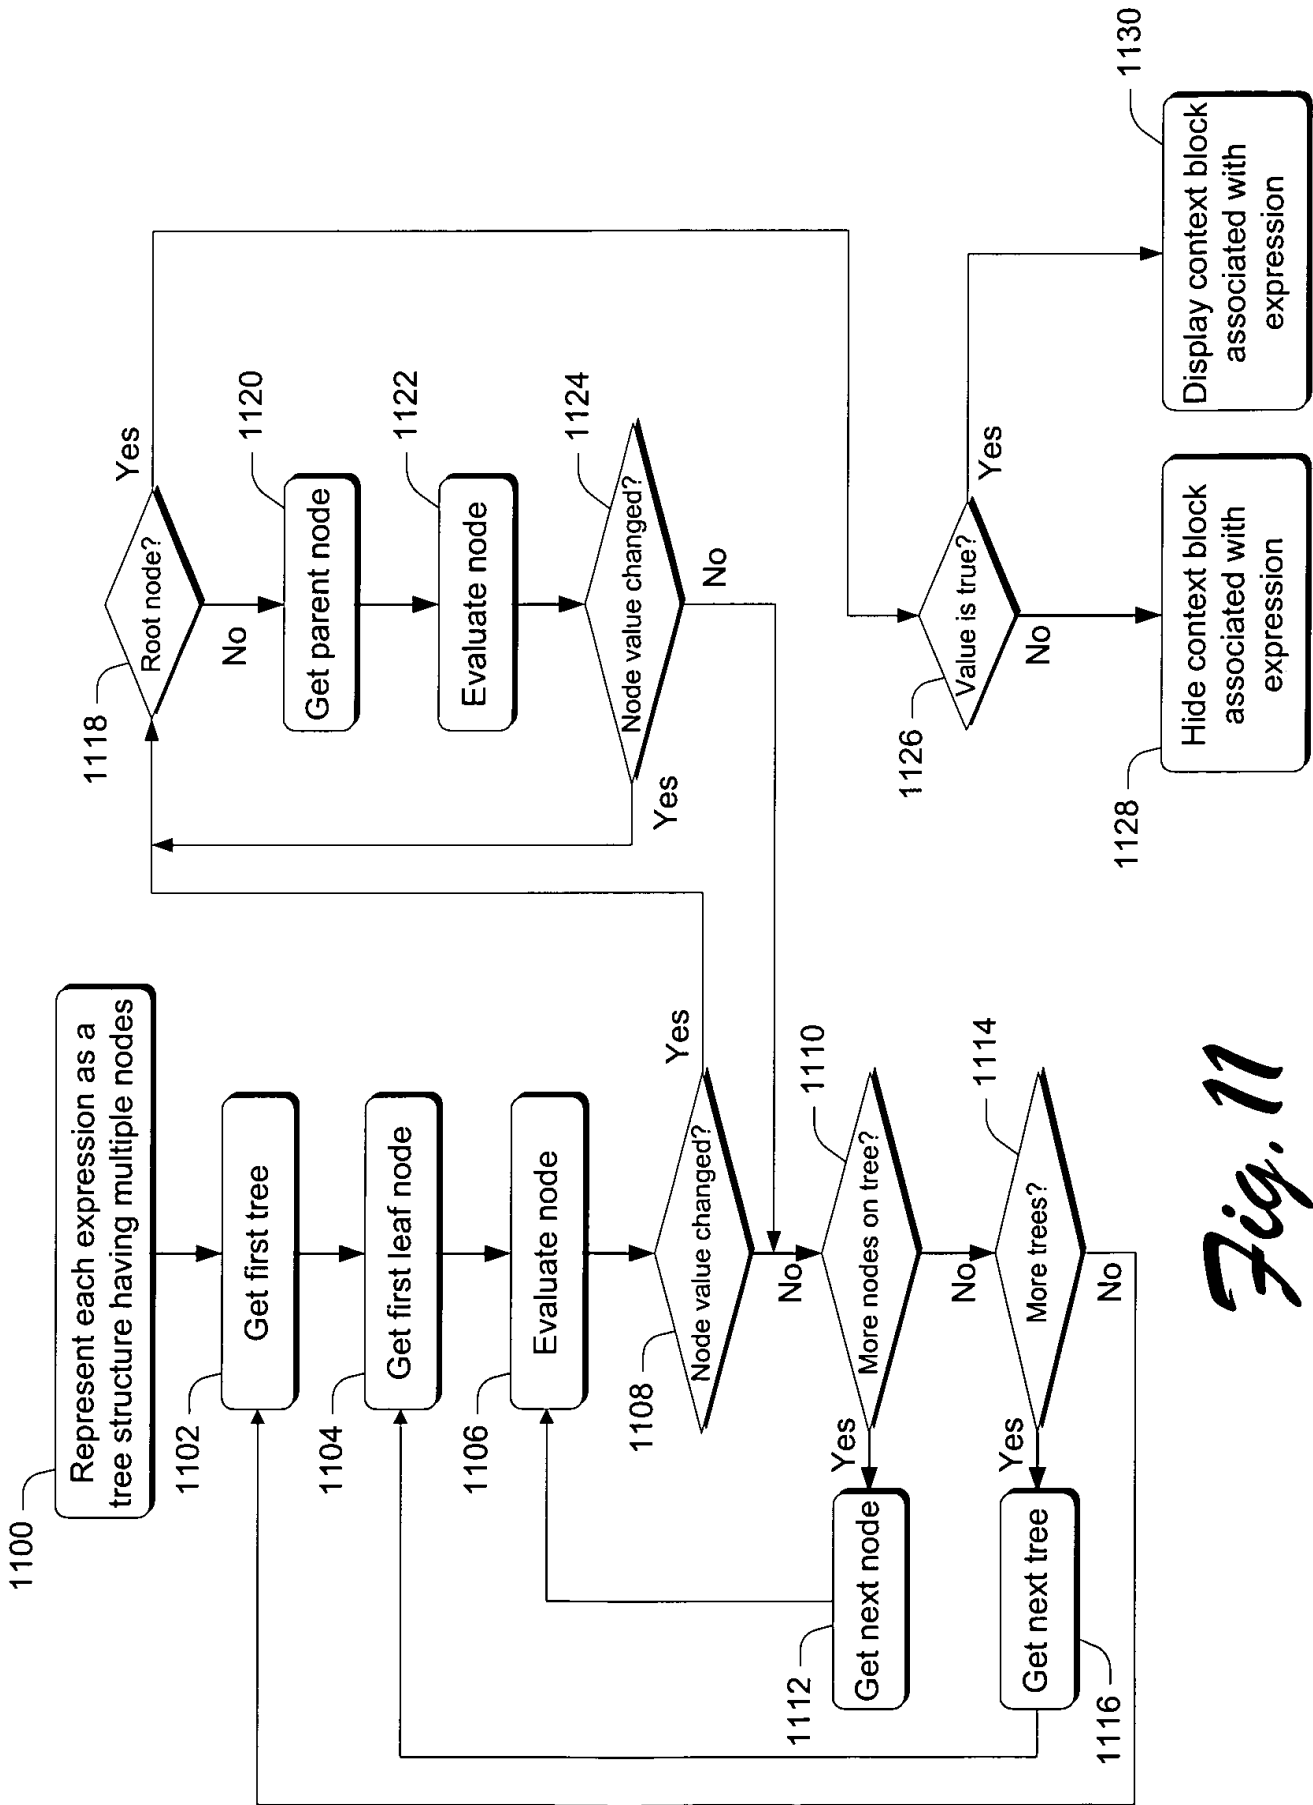 1100
Represent each expression as a
tree structure having multiple nodes
1102
Get first tree
1104
Get first leaf node
1106
Evaluate node
1108
Node value changed?
Yes
No
1110
More nodes on tree?
Yes
No
1112
Get next node
1114
More trees?
Yes
No
1116
Get next tree
1118
Root node?
Yes
No
1120
Get parent node
1122
Evaluate node
1124
Node value changed?
Yes
No
1126
Value is true?
Yes
No
1128
Hide context block
associated with
expression
1130
Display context block
associated with
expression
Fig. 11